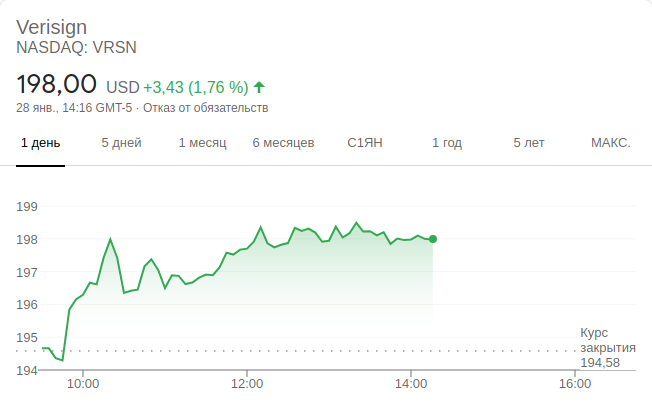 Verisign
NASDAQ: VRSN
198,00 USD +3,43 (1,76 %)
28 янв., 14:16 GMT-5 · Отказ от обязательств
1 день 5 дней 1 месяц 6 месяцев С1ЯН 1 год 5 лет МАКС.
199
198
197
196
195
194
Курс
закрытия
194,58
10:00 12:00 14:00 16:00